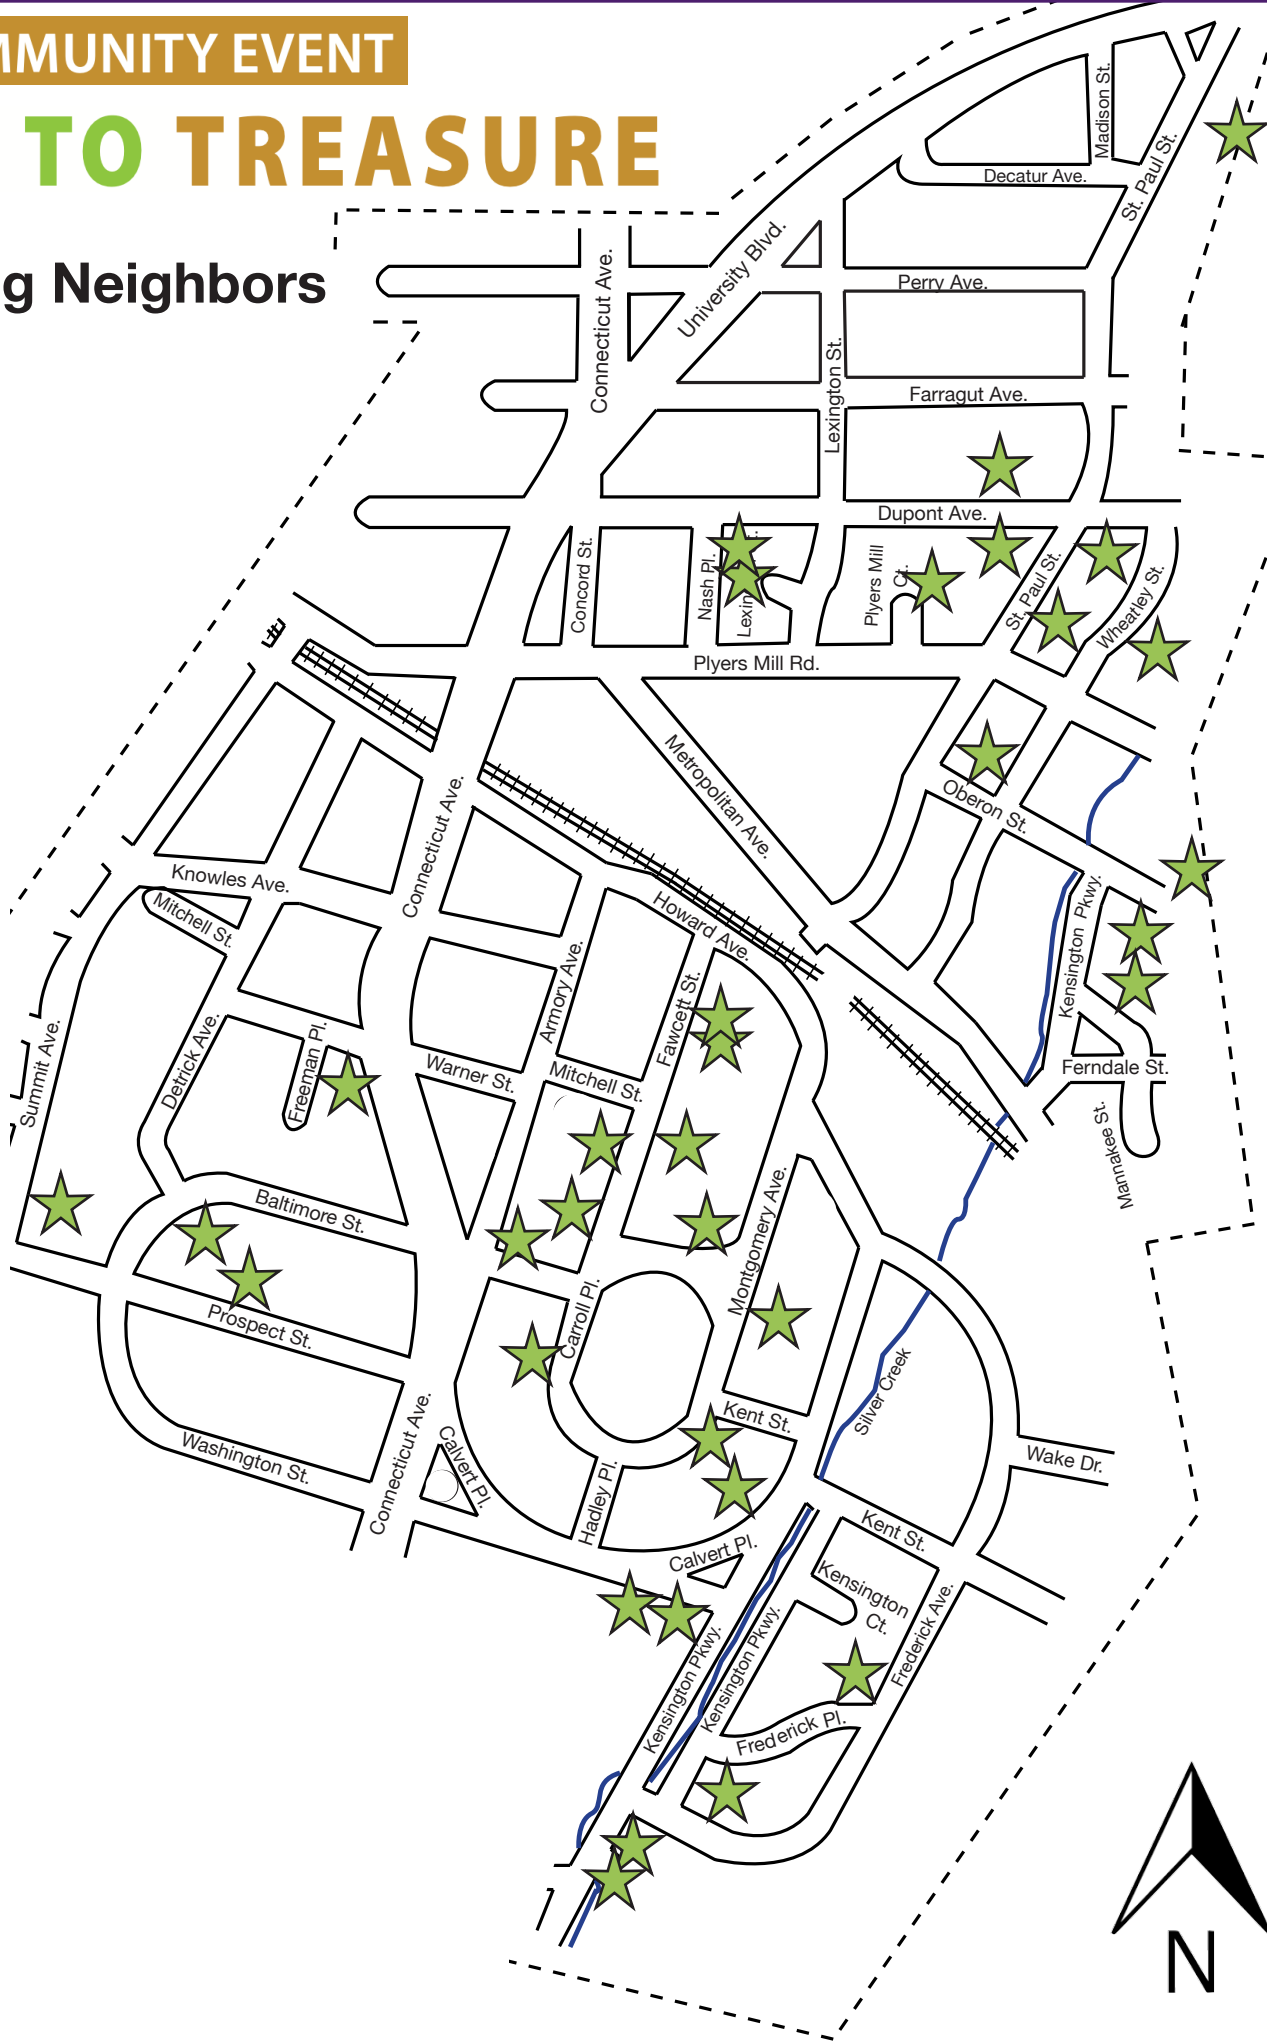 MMUNITY EVENT
TO TREASURE
g Neighbors
Madison St.
Decatur Ave.
St. Paul St.
University Blvd.
Connecticut Ave.
Perry Ave.
Lexington St.
Farragut Ave.
Dupont Ave.
Concord St.
Nash Pl.
Lexin
Plyers Mill
Ct.
St. Paul St.
Wheatley St.
Plyers Mill Rd.
Metropolitan Ave.
Oberon St.
Connecticut Ave.
Knowles Ave.
Mitchell St.
Howard Ave.
Kensington Pkwy.
Armory Ave.
Fawcett St.
Summit Ave.
Detrick Ave.
Freeman Pl.
Warner St.
Mitchell St.
Ferndale St.
Mannakee St.
Baltimore St.
Montgomery Ave.
Prospect St.
Carroll Pl.
Silver Creek
Kent St.
Connecticut Ave.
Calvert Pl.
Washington St.
Hadley Pl.
Wake Dr.
Kent St.
Calvert Pl.
Kensington
Ct.
Kensington Pkwy.
Kensington Pkwy.
Frederick Ave.
Frederick Pl.
N